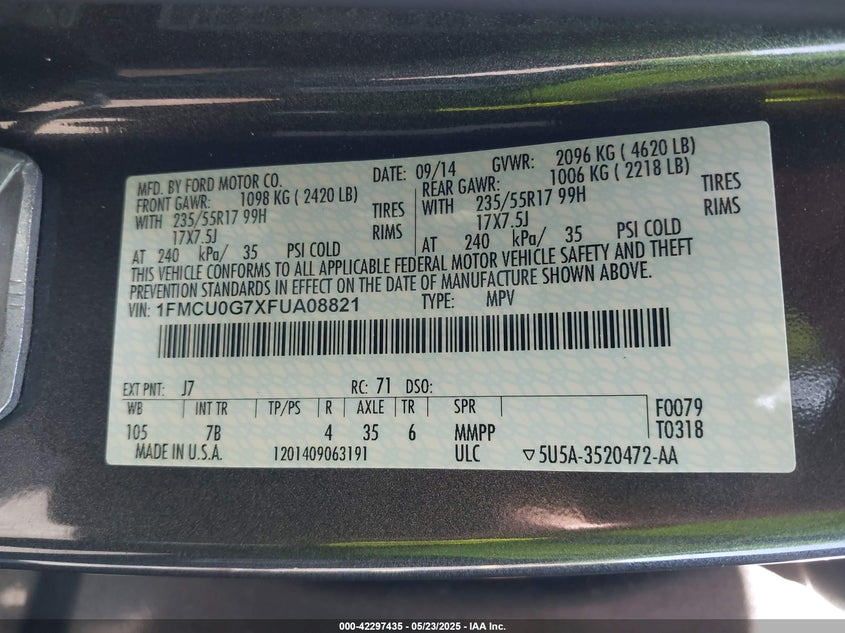 MFD. BY FORD MOTOR CO.
DATE: 09/14 GVWR: 2096 KG ( 4620 LB)
FRONT GAWR: 1098 KG ( 2420 LB) REAR GAWR: 1006 KG ( 2218 LB)
WITH 235/55R17 99H TIRES WITH 235/55R17 99H TIRES
17X7.5J RIMS 17X7.5J RIMS
AT 240 kPa/ 35 PSI COLD AT 240 kPa/ 35 PSI COLD
THIS VEHICLE CONFORMS TO ALL APPLICABLE FEDERAL MOTOR VEHICLE SAFETY AND THEFT
PREVENTION STANDARDS IN EFFECT ON THE DATE OF MANUFACTURE SHOWN ABOVE.
VIN: 1FMCU0G7XFUA08821 TYPE: MPV
EXT PNT: J7 RC: 71 DSO:
WB INT TR TP/PS R AXLE TR SPR F0079
105 7B 4 35 6 MMPP T0318
MADE IN U.S.A. 1201409063191 ULC ▽5U5A-3520472-AA
000-42297435 - 05/23/2025 - IAA Inc.